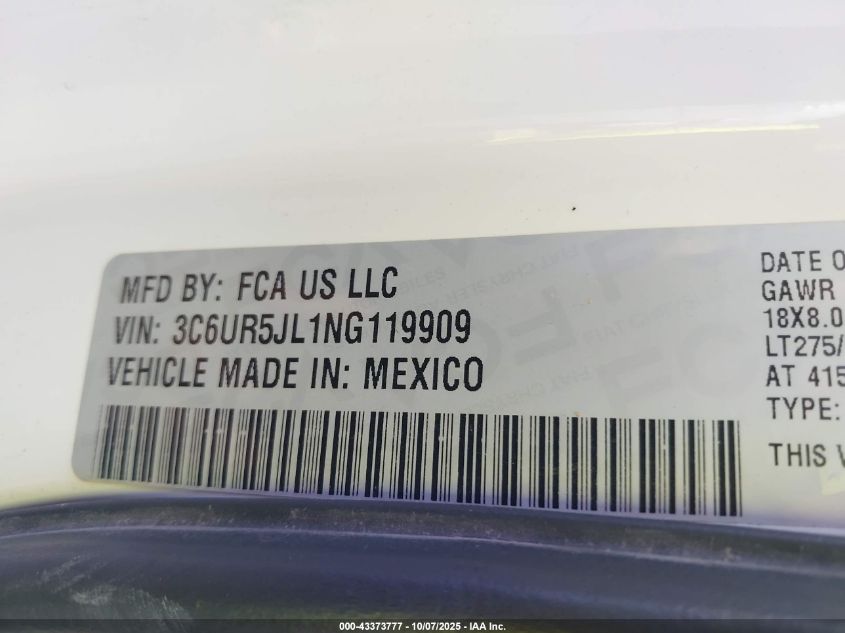 MFD BY: FCA US LLC
VIN: 3C6UR5JL1NG119909
VEHICLE MADE IN: MEXICO
DATE O
GAWR
18X8.0
LT275/
AT 415
TYPE:
THIS V
000-43373777 - 10/07/2025 - IAA Inc.